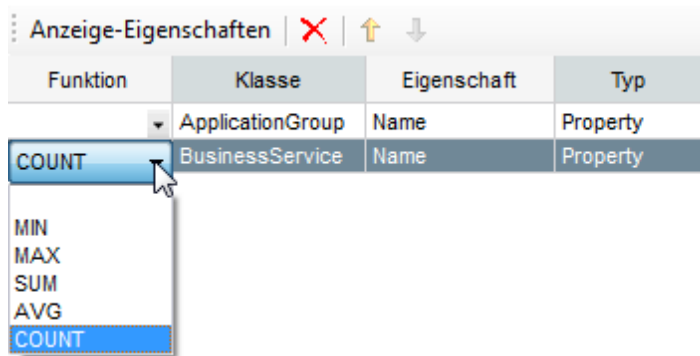 Anzeige-Eigenschaften
Funktion Klasse Eigenschaft Typ
ApplicationGroup Name Property
COUNT BusinessService Name Property
MIN
MAX
SUM
AVG
COUNT